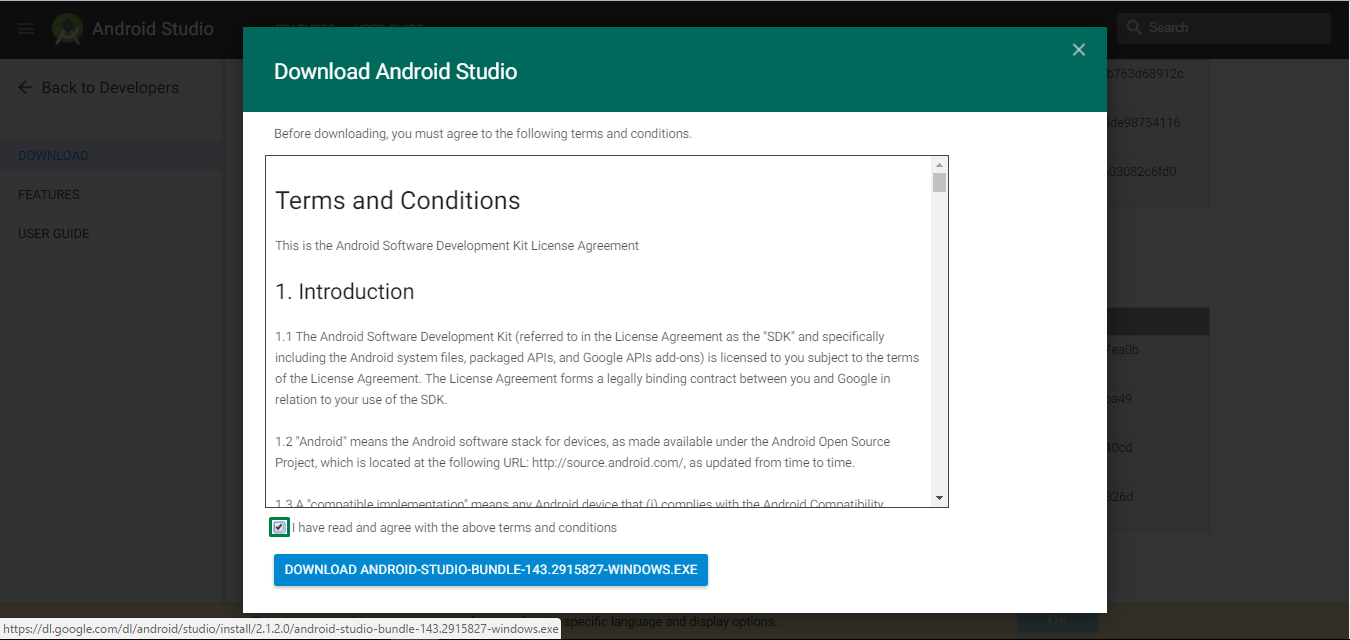 Android Studio
FEATURES
USER GUIDE
Search
Back to Developers
DOWNLOAD
FEATURES
USER GUIDE
Download Android Studio
Before downloading, you must agree to the following terms and conditions.
Terms and Conditions
This is the Android Software Development Kit License Agreement
1. Introduction
1.1 The Android Software Development Kit (referred to in the License Agreement as the "SDK" and specifically
including the Android system files, packaged APIs, and Google APIs add-ons) is licensed to you subject to the terms
of the License Agreement. The License Agreement forms a legally binding contract between you and Google in
relation to your use of the SDK.
1.2 "Android" means the Android software stack for devices, as made available under the Android Open Source
Project, which is located at the following URL: http://source.android.com/, as updated from time to time.
1.3 A "compatible implementation" means any Android device that (i) complies with the Android Compatibility
I have read and agree with the above terms and conditions
DOWNLOAD ANDROID-STUDIO-BUNDLE-143.2915827-WINDOWS.EXE
b763d68912c
de98754116
03082c6fd0
ea0b
a49
40cd
326d
specific language and display options.
OK
https://dl.google.com/dl/android/studio/install/2.1.2.0/android-studio-bundle-143.2915827-windows.exe